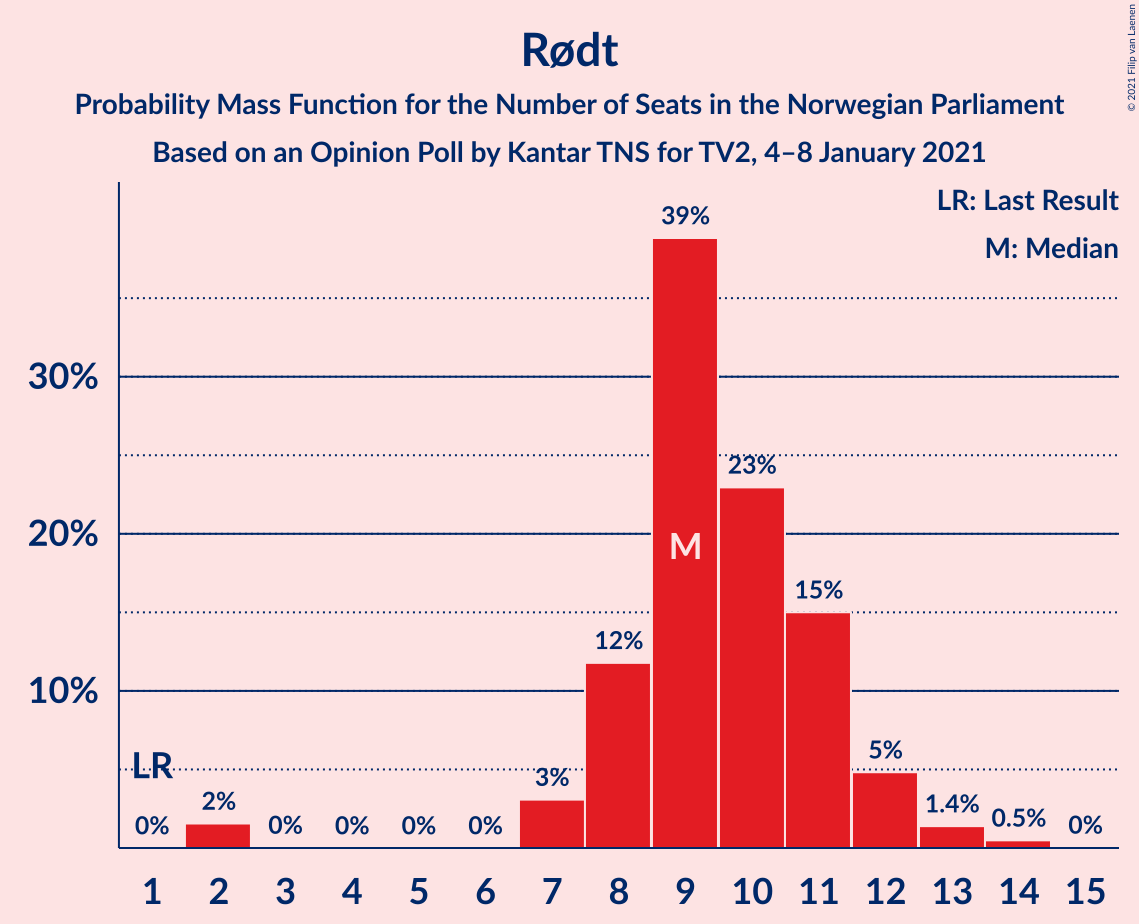 Rødt
Probability Mass Function for the Number of Seats in the Norwegian Parliament
Based on an Opinion Poll by Kantar TNS for TV2, 4–8 January 2021
© 2021 Filip van Laenen
LR: Last Result
M: Median
39%
30%
23%
20%
M
15%
12%
10%
LR
5%
3%
2%
1.4%
0.5%
0%
0%
0%
0%
0%
0%
1 2 3 4 5 6 7 8 9 10 11 12 13 14 15